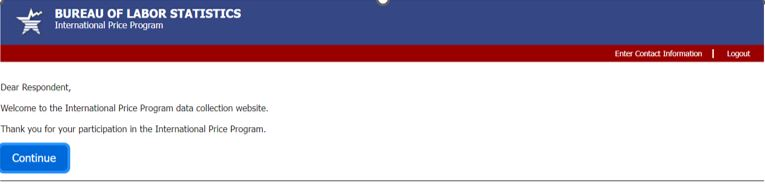 BUREAU OF LABOR STATISTICS
International Price Program
Enter Contact Information | Logout
Dear Respondent,
Welcome to the International Price Program data collection website.
Thank you for your participation in the International Price Program.
Continue